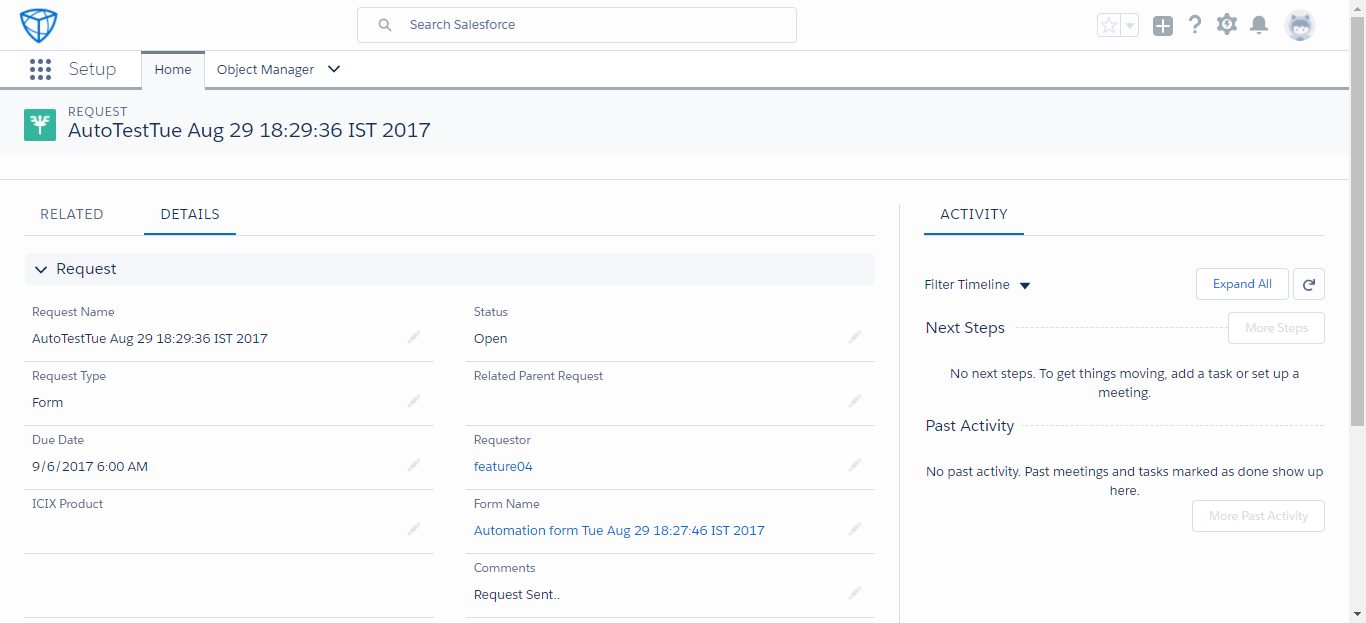 Search Salesforce
Setup
Home
Object Manager
REQUEST
AutoTestTue Aug 29 18:29:36 IST 2017
RELATED
DETAILS
Request
Request Name
AutoTestTue Aug 29 18:29:36 IST 2017
Status
Open
Request Type
Form
Related Parent Request
Due Date
9/6/2017 6:00 AM
Requestor
feature04
ICIX Product
Form Name
Automation form Tue Aug 29 18:27:46 IST 2017
Comments
Request Sent..
ACTIVITY
Filter Timeline
Expand All
Next Steps
More Steps
No next steps. To get things moving, add a task or set up a
meeting.
Past Activity
No past activity. Past meetings and tasks marked as done show up
here.
More Past Activity